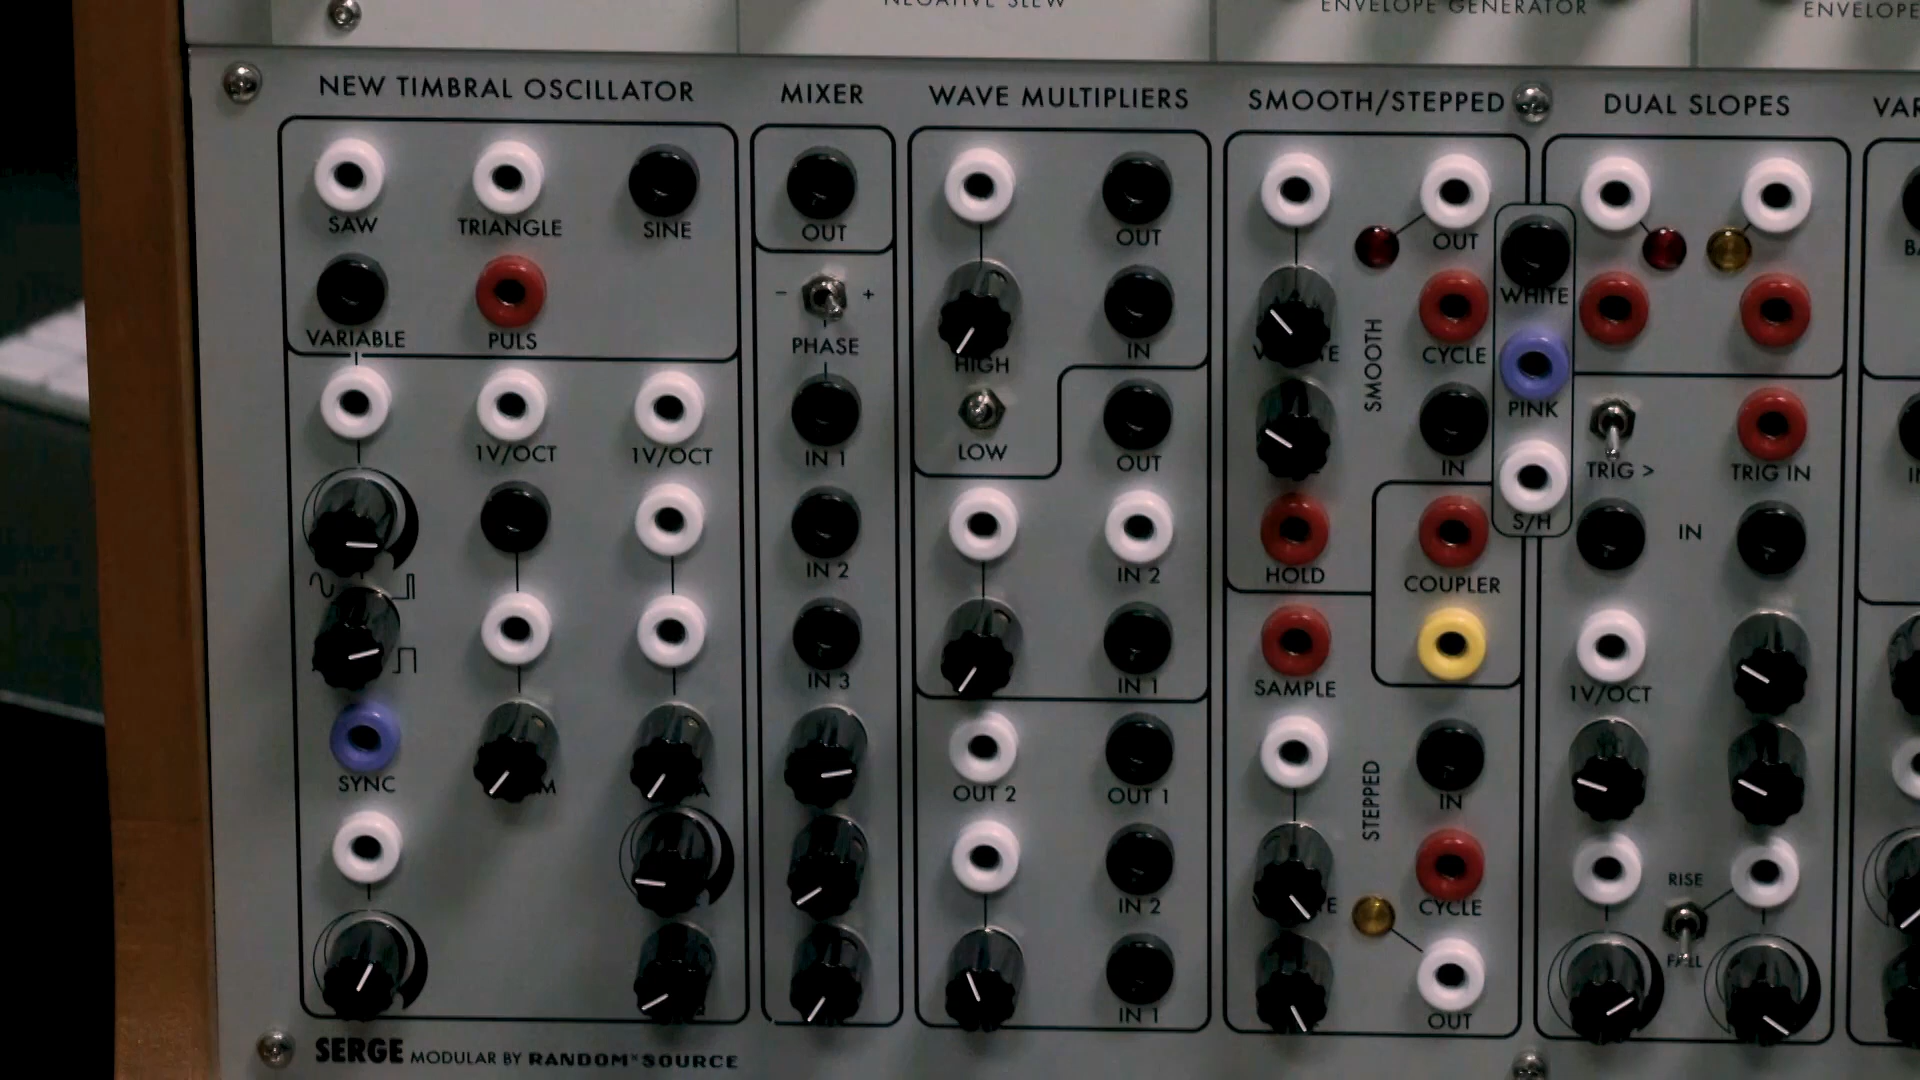 NEGATIVE SLEW
ENVELOPE GENERATOR
ENVELOPE
NEW TIMBRAL OSCILLATOR
MIXER
WAVE MULTIPLIERS
SMOOTH/STEPPED
DUAL SLOPES
SAW
TRIANGLE
SINE
VARIABLE
PULS
1V/OCT
1V/OCT
SYNC
OUT
- +
PHASE
IN 1
IN 2
IN 3
OUT
HIGH
IN
LOW
OUT
IN 2
IN 1
OUT 2
OUT 1
IN 2
IN 1
OUT
SMOOTH
CYCLE
IN
HOLD
COUPLER
SAMPLE
STEPPED
IN
CYCLE
OUT
WHITE
PINK
S/H
TRIG >
TRIG IN
IN
1V/OCT
RISE
FALL
SERGE MODULAR BY RANDOM*SOURCE